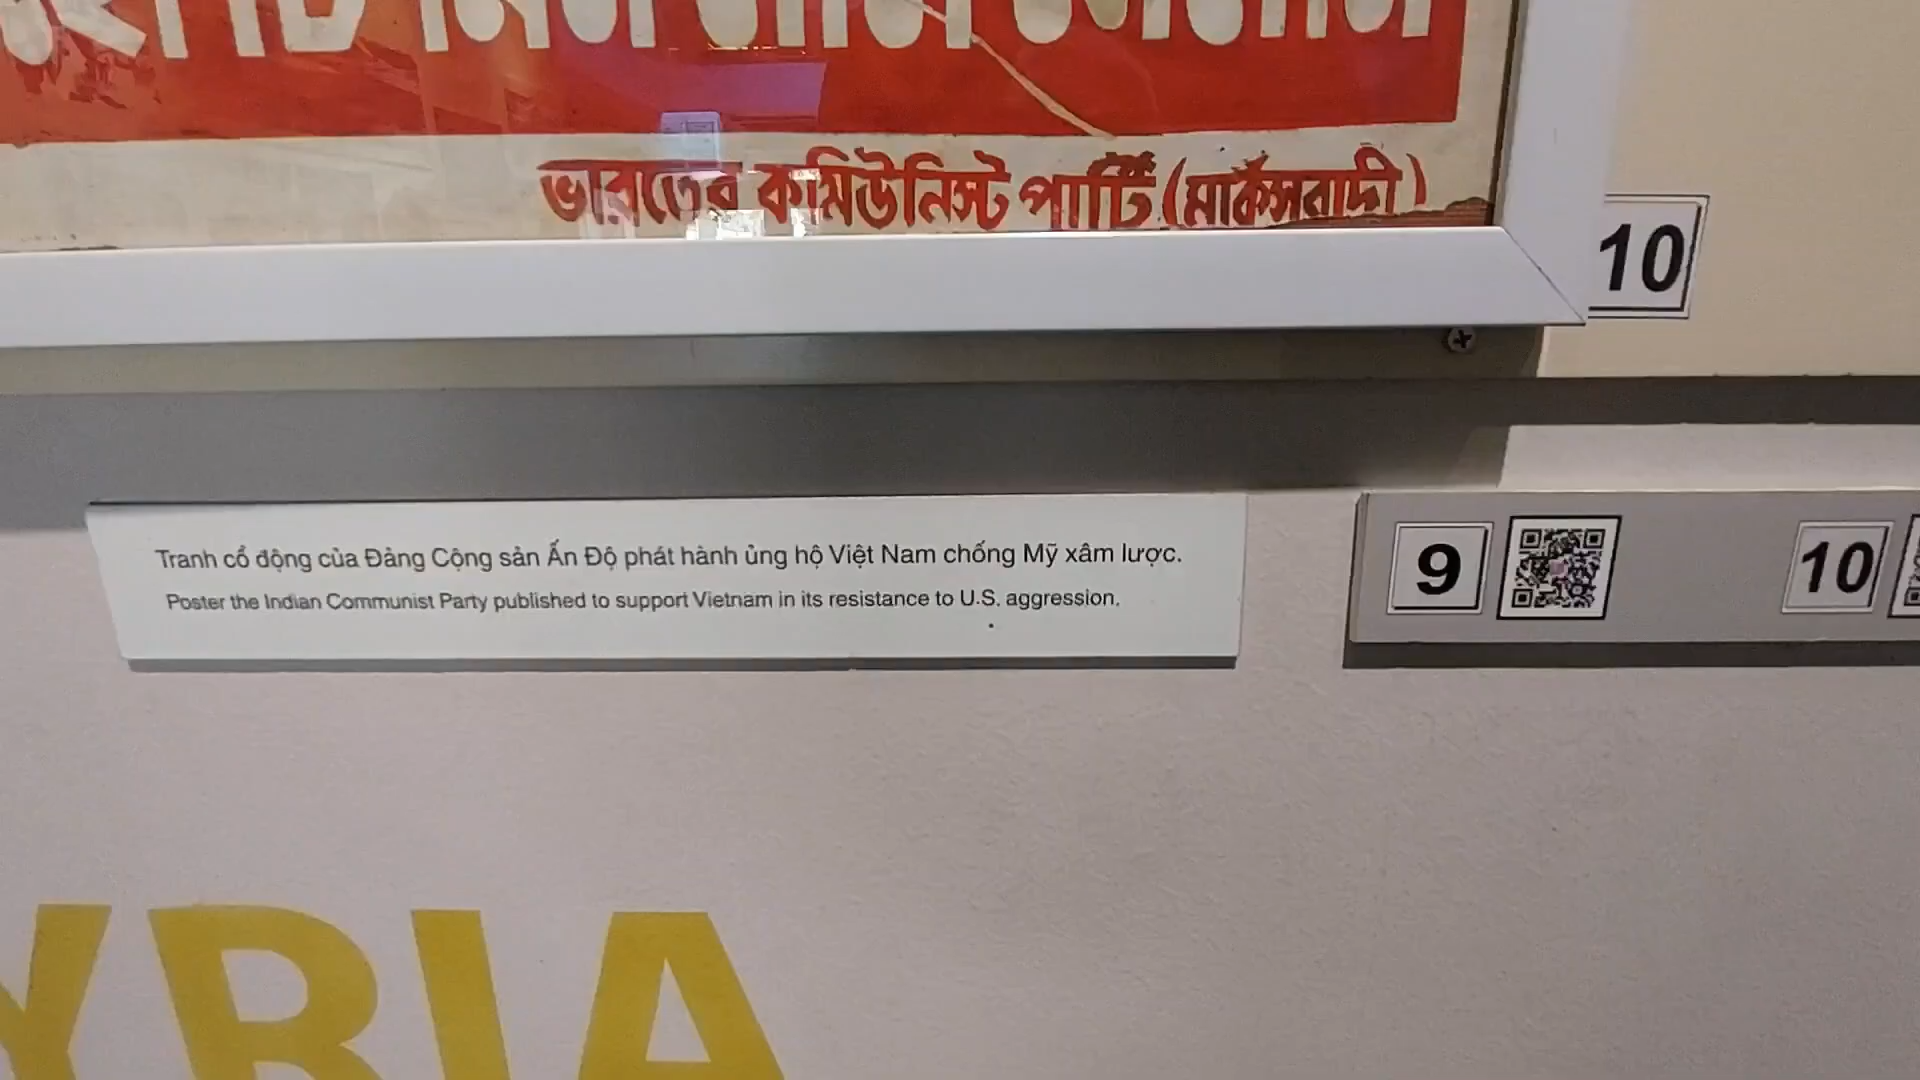 ভারতের কমিউনিস্ট পার্টি (মার্কসবাদী)
10
Tranh cổ động của Đảng Cộng sản Ấn Độ phát hành ủng hộ Việt Nam chống Mỹ xâm lược.
Poster the Indian Communist Party published to support Vietnam in its resistance to U.S. aggression.
9
10
YRIA